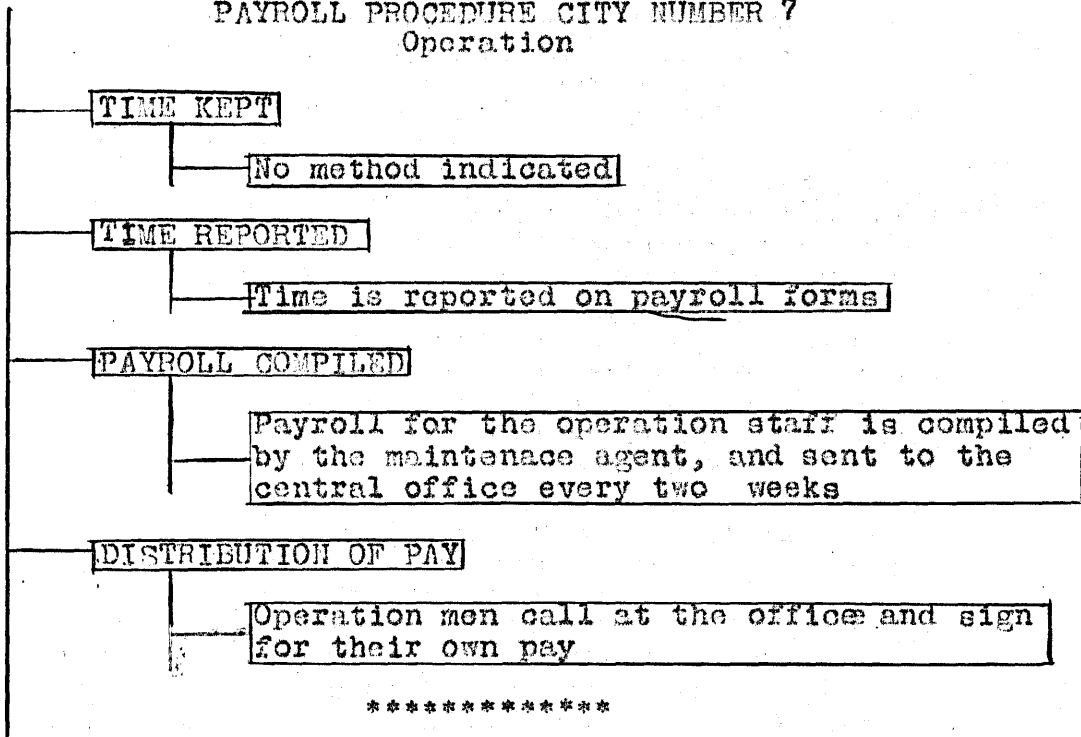 PAYROLL PROCEDURE CITY NUMBER 7
Operation
TIME KEPT
No method indicated
TIME REPORTED
Time is reported on payroll forms
PAYROLL COMPILED
Payroll for the operation staff is compiled
by the maintenace agent, and sent to the
central office every two weeks
DISTRIBUTION OF PAY
Operation men call at the office and sign
for their own pay
*************